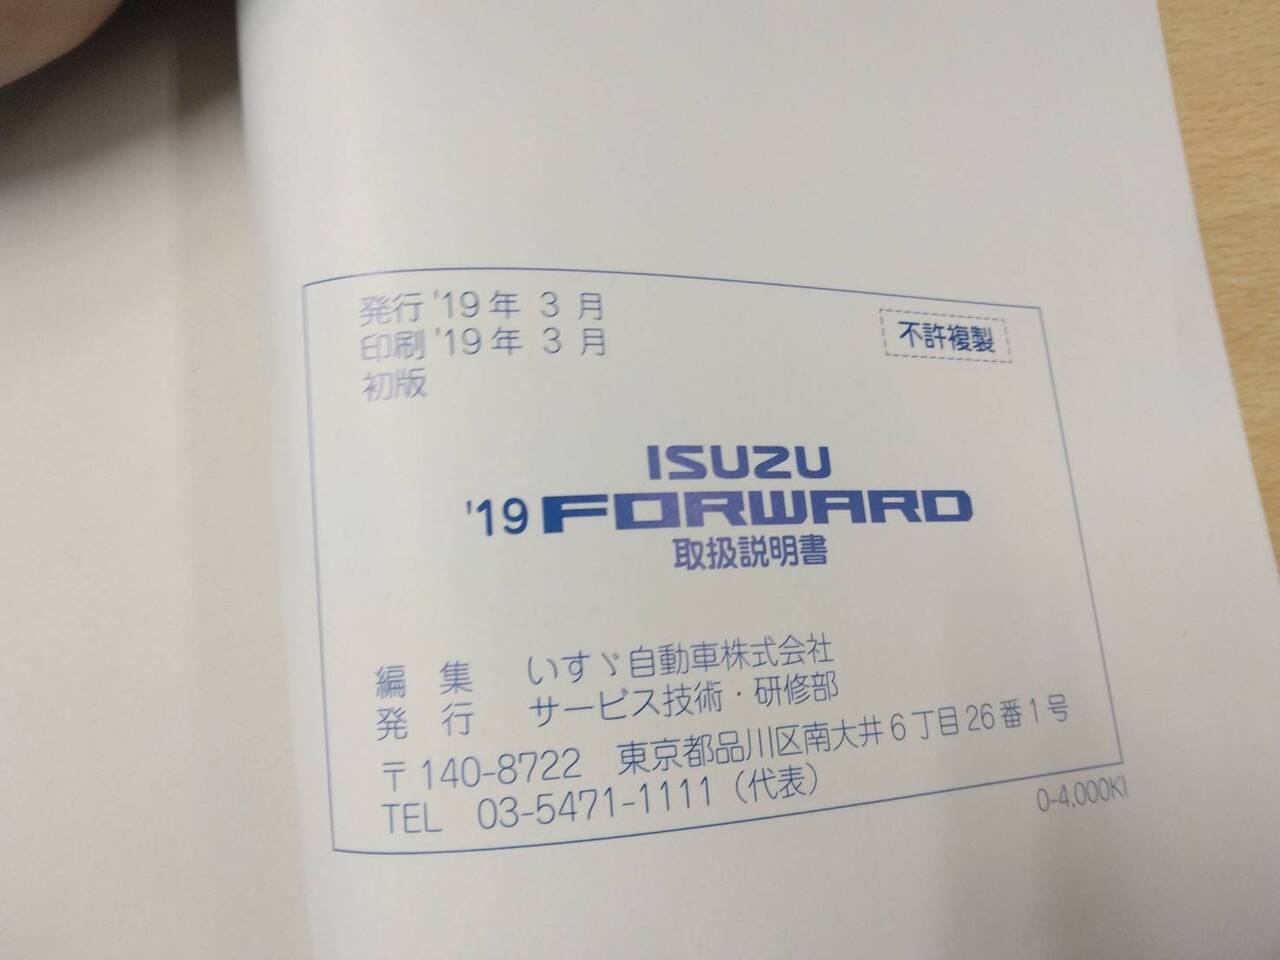 発行 '19年 3 月
印刷 '19年 3 月
初版
不許複製
ISUZU
'19 FORWARD
取扱説明書
編 集 いすゞ自動車株式会社
発 行 サービス技術・研修部
〒140-8722 東京都品川区南大井6丁目26番1号
TEL 03-5471-1111 (代表)
0-4,000KI